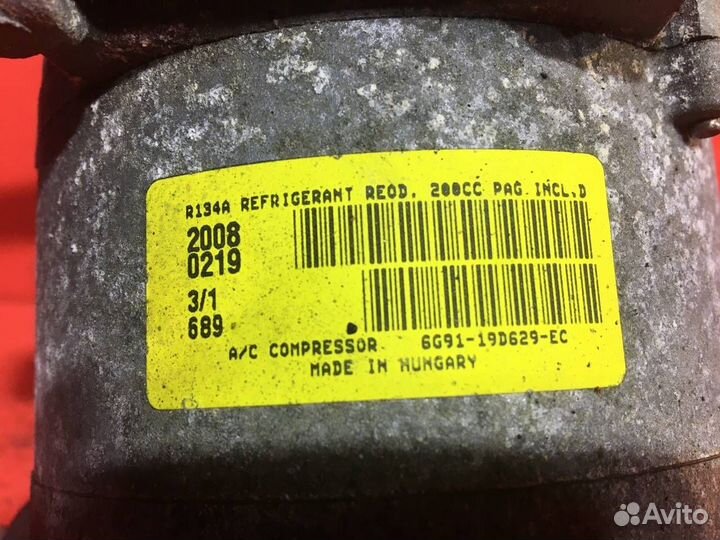 R134A REFRIGERANT REQD. 200CC PAG INCL.D
2008
0219
3/1
689
A/C COMPRESSOR 6G91-19D629-EC
MADE IN HUNGARY
Avito